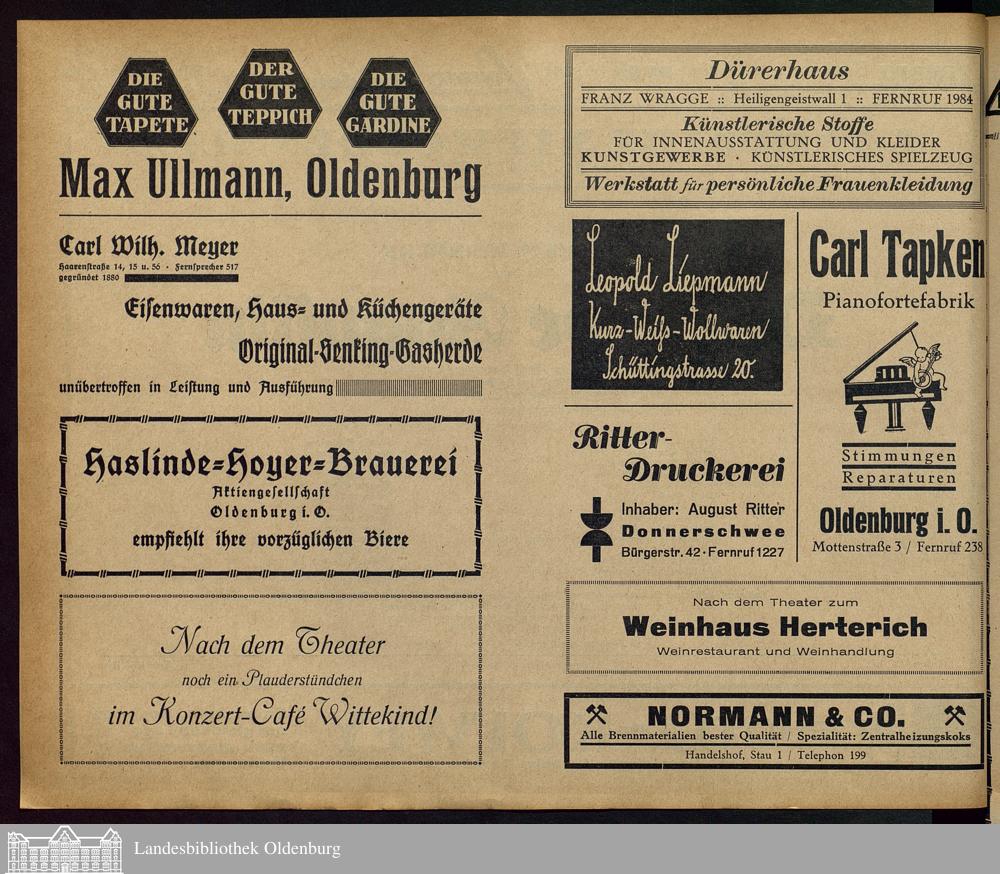 DIE
GUTE
TAPETE
DER
GUTE
TEPPICH
DIE
GUTE
GARDINE
Max Ullmann, Oldenburg
Carl Wilh. Meyer
Haarenstraße 14, 15 u. 56 · Fernsprecher 517
gegründet 1880
Eisenwaren, Haus- und Küchengeräte
Original-Senking-Gasherde
unübertroffen in Leistung und Ausführung
Haslinde-Hoyer-Brauerei
Aktiengesellschaft
Oldenburg i. O.
empfiehlt ihre vorzüglichen Biere
Nach dem Theater
noch ein Plauderstündchen
im Konzert-Café Wittekind!
Dürerhaus
FRANZ WRAGGE :: Heiligengeistwall 1 :: FERNRUF 1984
Künstlerische Stoffe
FÜR INNENAUSSTATTUNG UND KLEIDER
KUNSTGEWERBE · KÜNSTLERISCHES SPIELZEUG
Werkstatt für persönliche Frauenkleidung
Leopold Liepmann
Kurz-Weiß-Wollwaren
Schüttingstrasse 20.
Ritter-
Druckerei
Inhaber: August Ritter
Donnerschwee
Bürgerstr. 42 · Fernruf 1227
Carl Tapken
Pianofortefabrik
Stimmungen
Reparaturen
Oldenburg i. O.
Mottenstraße 3 / Fernruf 238
Nach dem Theater zum
Weinhaus Herterich
Weinrestaurant und Weinhandlung
NORMANN & CO.
Alle Brennmaterialien bester Qualität / Spezialität: Zentralheizungskoks
Handelshof, Stau 1 / Telephon 199
Landesbibliothek Oldenburg